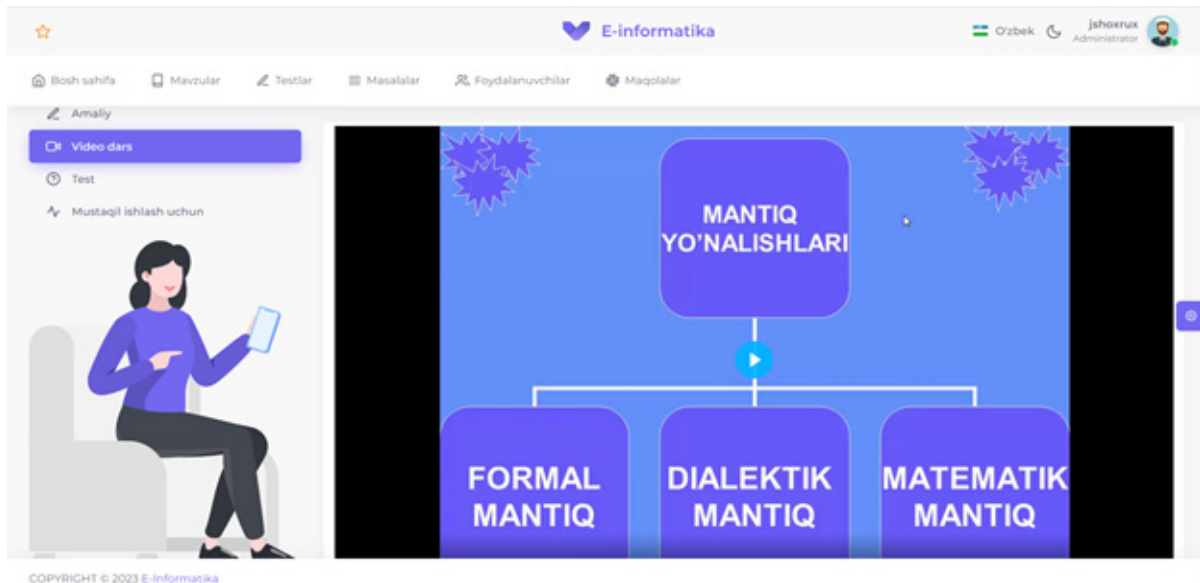 E-informatika
O'zbek
jshoxrux
Administrator
Bosh sahifa
Mavzular
Testlar
Masalalar
Foydalanuvchilar
Maqolalar
Amaliy
Video dars
Test
Mustaqil ishlash uchun
MANTIQ
YO'NALISHLARI
FORMAL
MANTIQ
DIALEKTIK
MANTIQ
MATEMATIK
MANTIQ
COPYRIGHT © 2023 E-Informatika